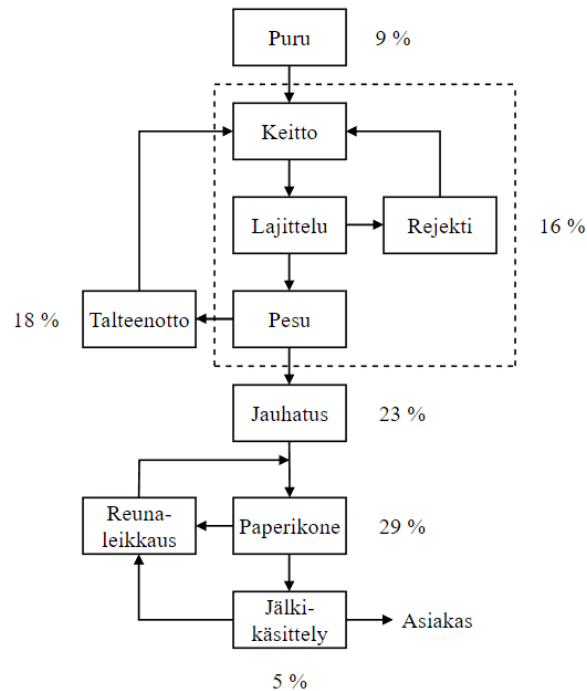 Puru
9 %
Keitto
Lajittelu
Rejekti
16 %
18 %
Talteenotto
Pesu
Jauhatus
23 %
Reuna-
leikkaus
Paperikone
29 %
Jälki-
käsittely
Asiakas
5 %